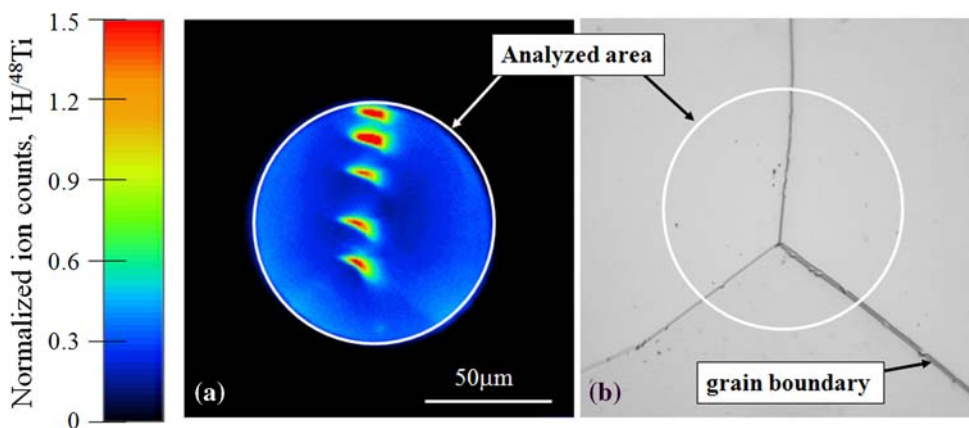 Normalized ion counts, ¹H/⁴⁸Ti
1.5
1.2
0.9
0.6
0.3
0
Analyzed area
50μm
(a)
grain boundary
(b)